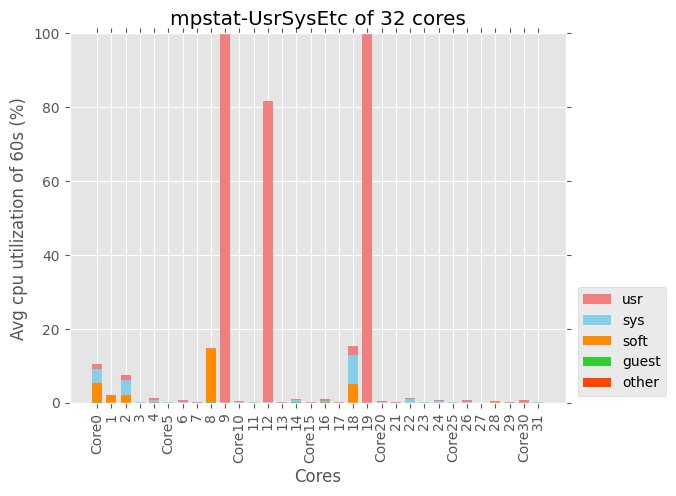 mpstat-UsrSysEtc of 32 cores
Avg cpu utilization of 60s (%)
100
80
60
40
20
0
Core0
1
2
3
4
Core5
6
7
8
9
Core10
11
12
13
14
Core15
16
17
18
19
Core20
21
22
23
24
Core25
26
27
28
29
Core30
31
Cores
usr
sys
soft
guest
other